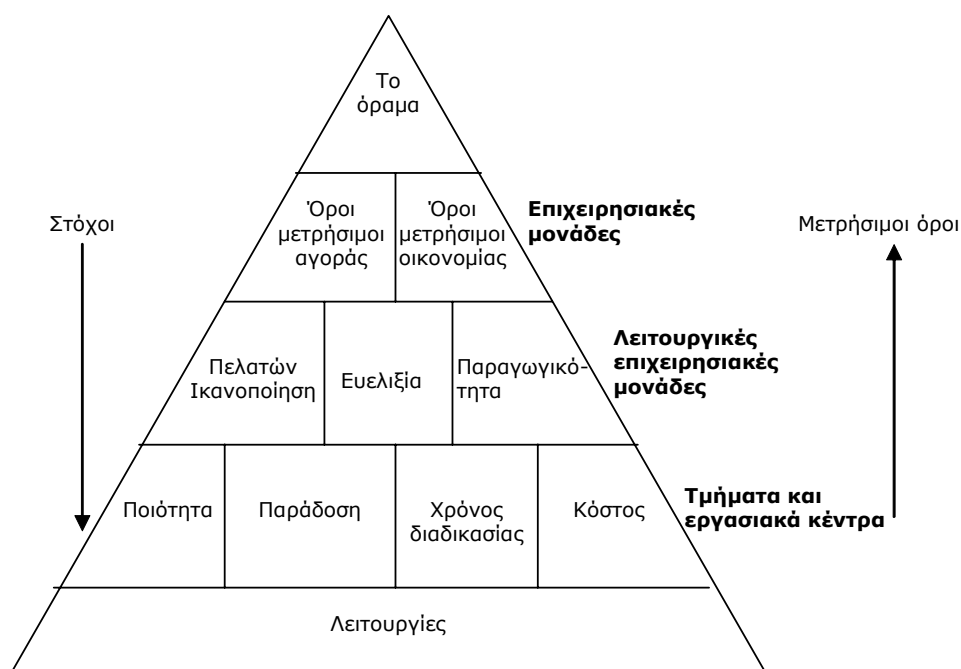 Το
όραμα
Στόχοι
Όροι
μετρήσιμοι
αγοράς
Όροι
μετρήσιμοι
οικονομίας
Επιχειρησιακές
μονάδες
Μετρήσιμοι όροι
Πελατών
Ικανοποίηση
Ευελιξία
Παραγωγικό-
τητα
Λειτουργικές
επιχειρησιακές
μονάδες
Ποιότητα
Παράδοση
Χρόνος
διαδικασίας
Κόστος
Τμήματα και
εργασιακά κέντρα
Λειτουργίες